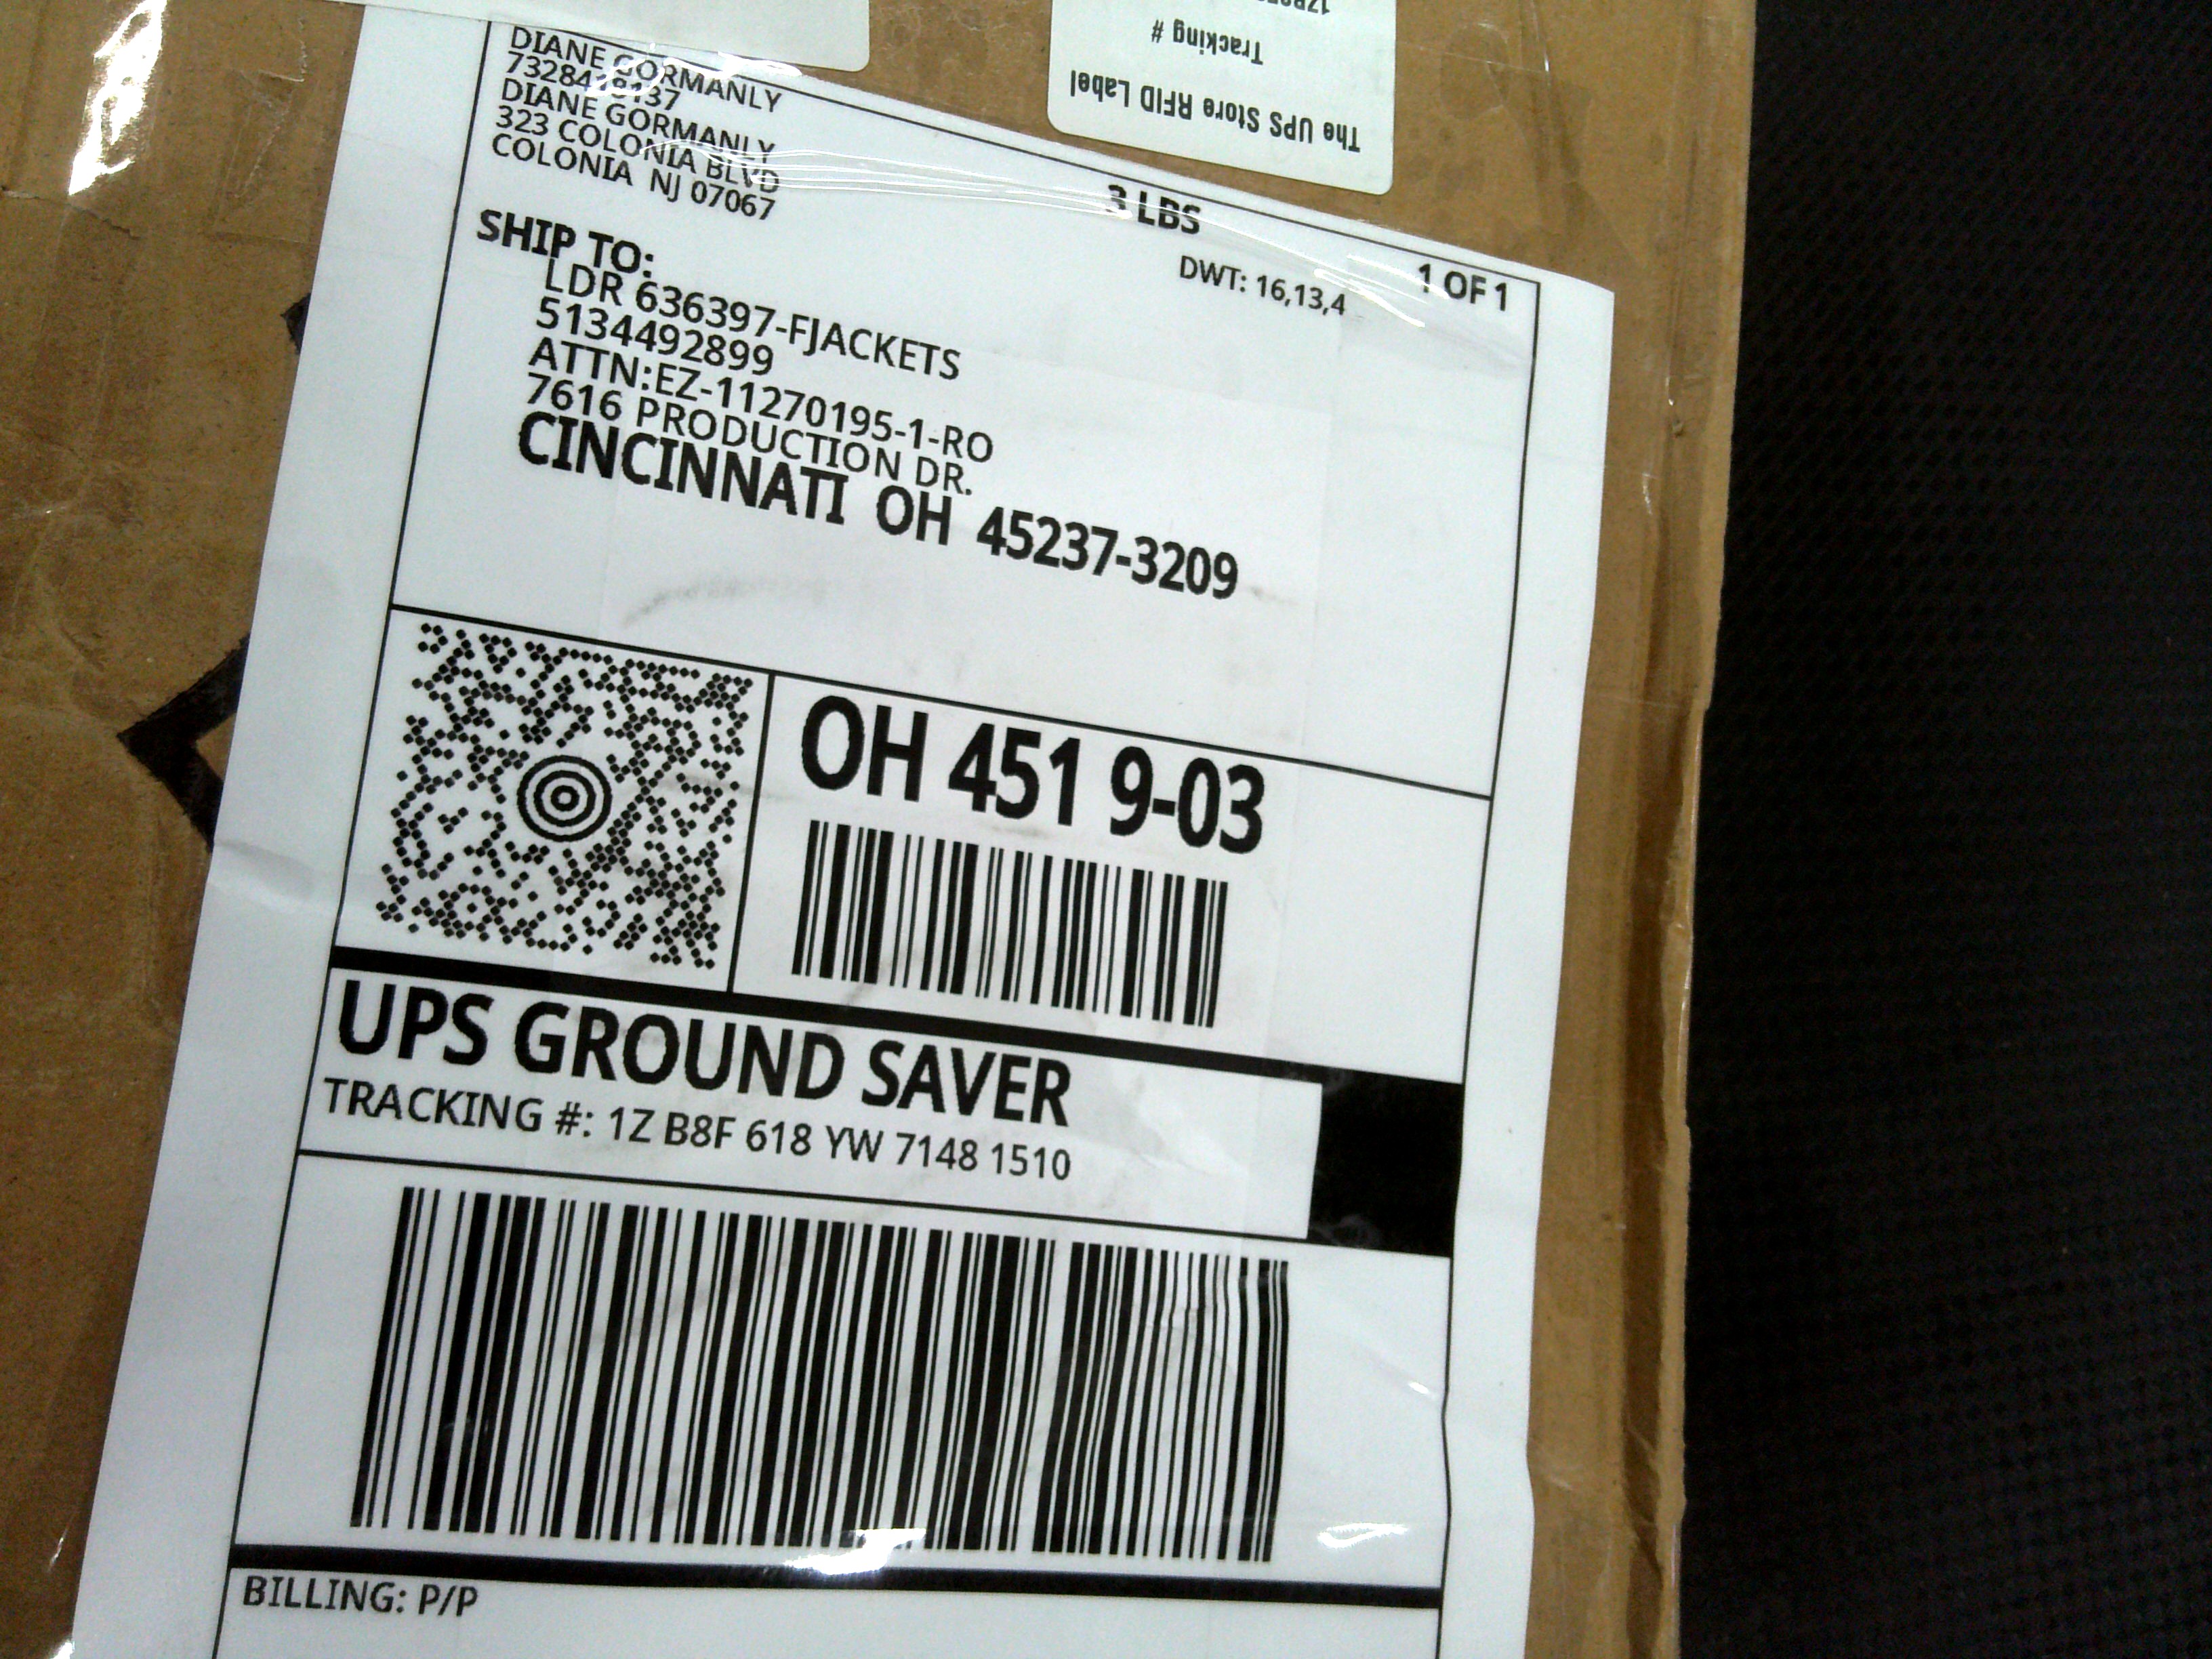 DIANE GORMANLY
DIANE GORMANLY
323 COLONIA BLVD
COLONIA NJ 07067
3 LBS
1 OF 1
DWT: 16,13,4
SHIP TO:
LDR 636397-FJACKETS
5134492899
ATTN:EZ-11270195-1-RO
7616 PRODUCTION DR.
CINCINNATI OH 45237-3209
OH 451 9-03
UPS GROUND SAVER
TRACKING #: 1Z B8F 618 YW 7148 1510
BILLING: P/P
The UPS Store RFID Label
Tracking #